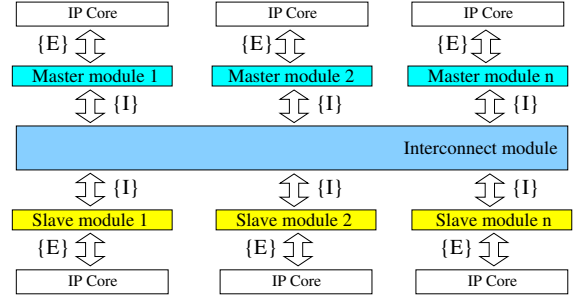 IP Core IP Core IP Core
{E} {E} {E}
Master module 1 Master module 2 Master module n
{I} {I} {I}
Interconnect module
{I} {I} {I}
Slave module 1 Slave module 2 Slave module n
{E} {E} {E}
IP Core IP Core IP Core